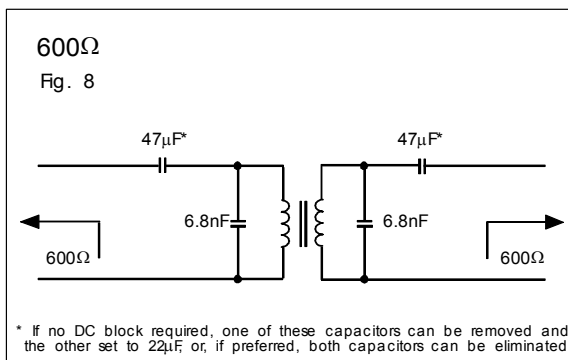 600Ω
Fig. 8
47µF* 47µF*
6.8nF 6.8nF
600Ω 600Ω
* If no DC block required, one of these capacitors can be removed and
the other set to 22µF, or, if preferred, both capacitors can be eliminated